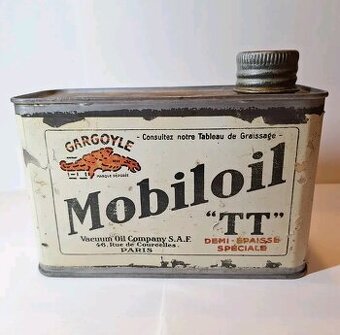 - Consultez notre Tableau de Graissage -
GARGOYLE
MARQUE DÉPOSÉE
Mobiloil
"TT"
Vacuum Oil Company S.A.F.
46, Rue de Courcelles.
PARIS
DEMI-ÉPAISSE
SPÉCIALE